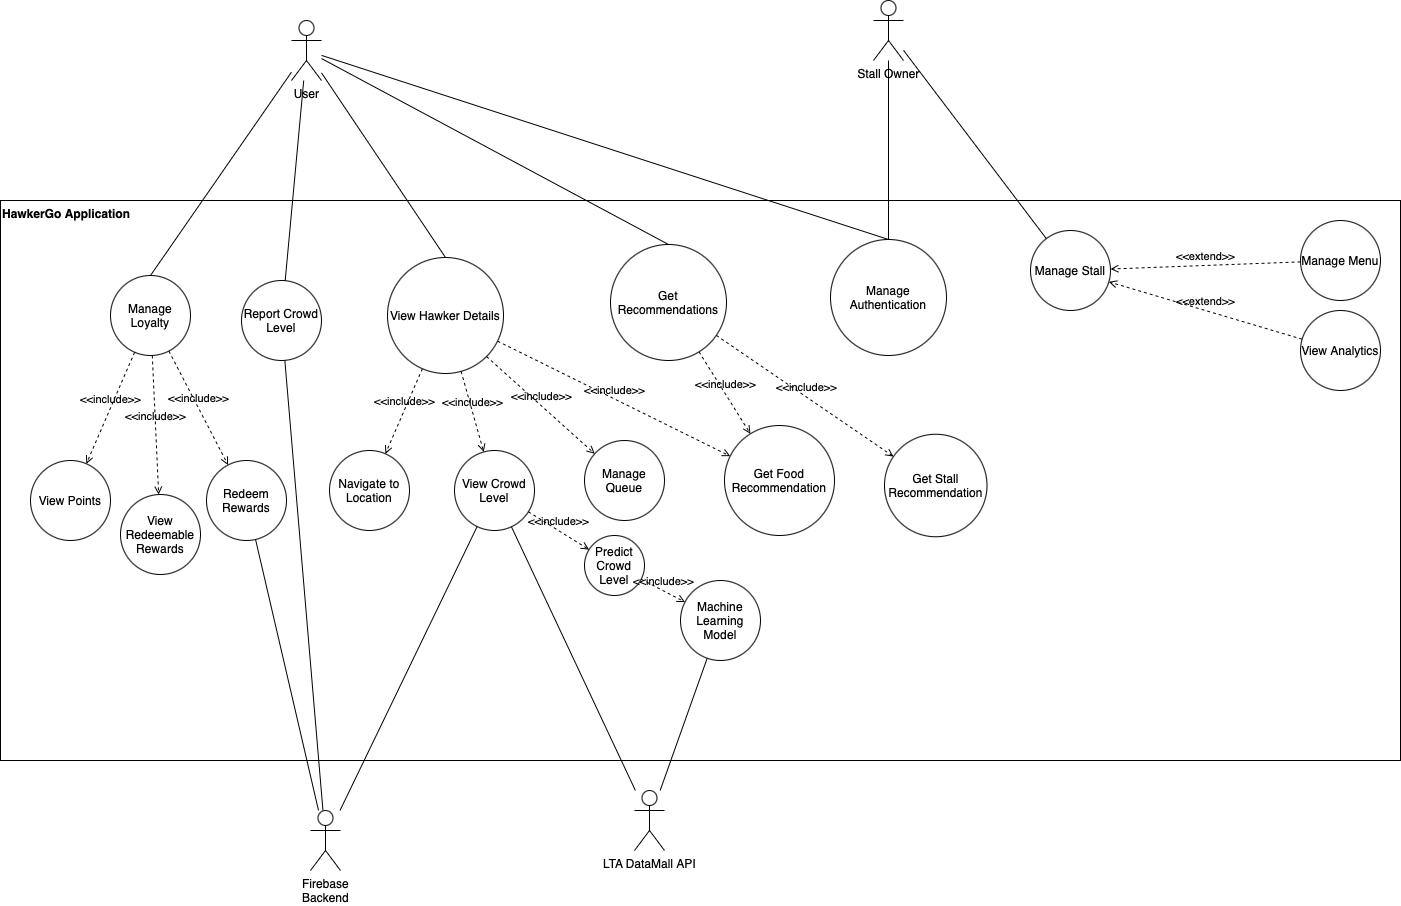 User
Stall Owner
HawkerGo Application
Manage
Loyalty
Report Crowd
Level
View Hawker Details
Get
Recommendations
Manage
Authentication
Manage Stall
<<extend>>
Manage Menu
<<extend>>
View Analytics
<<include>>
<<include>>
<<include>>
<<include>>
<<include>>
<<include>>
<<include>>
<<include>>
<<include>>
View Points
View
Redeemable
Rewards
Redeem
Rewards
Navigate to
Location
View Crowd
Level
Manage
Queue
Get Food
Recommendation
Get Stall
Recommendation
<<include>>
Predict
Crowd
Level
<<include>>
Machine
Learning
Model
Firebase
Backend
LTA DataMall API